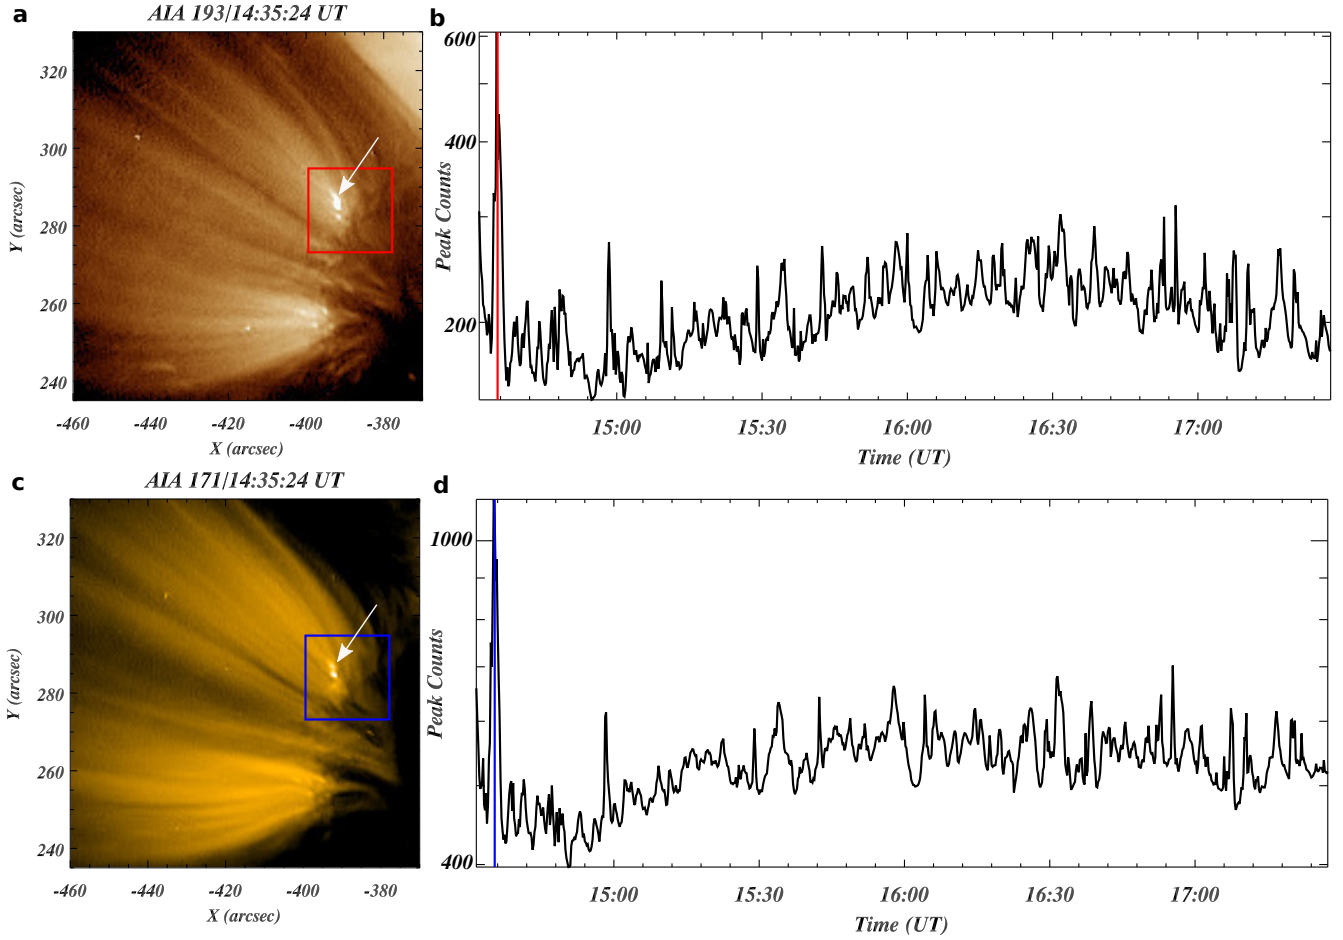 a
AIA 193/14:35:24 UT
320
300
280
260
240
Y (arcsec)
-460
-440
-420
-400
-380
X (arcsec)
b
600
400
200
Peak Counts
15:00
15:30
16:00
16:30
17:00
Time (UT)
c
AIA 171/14:35:24 UT
320
300
280
260
240
Y (arcsec)
-460
-440
-420
-400
-380
X (arcsec)
d
1000
400
Peak Counts
15:00
15:30
16:00
16:30
17:00
Time (UT)